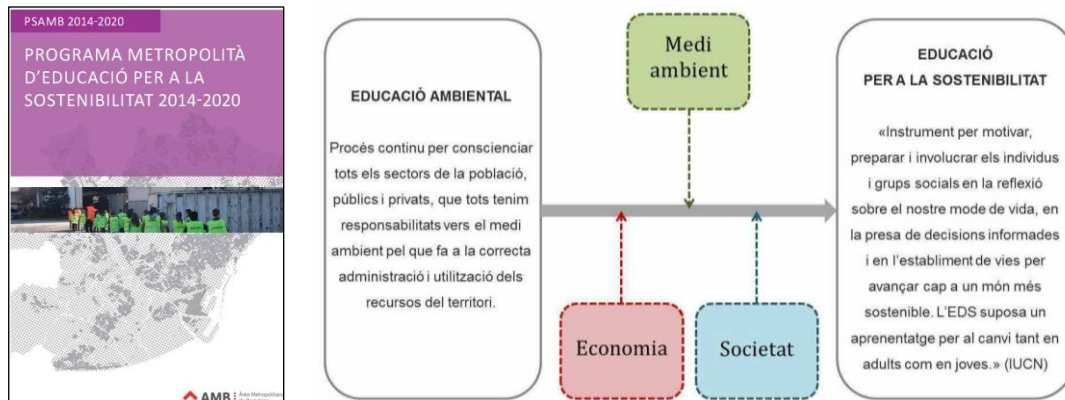 PSAMB 2014-2020
PROGRAMA METROPOLITÀ
D'EDUCACIÓ PER A LA
SOSTENIBILITAT 2014-2020
AMB
Àrea Metropolitana
de Barcelona
EDUCACIÓ AMBIENTAL
Procés continu per conscienciar
tots els sectors de la població,
públics i privats, que tots tenim
responsabilitats vers el medi
ambient pel que fa a la correcta
administració i utilització dels
recursos del territori.
Medi
ambient
Economia
Societat
EDUCACIÓ
PER A LA SOSTENIBILITAT
«Instrument per motivar,
preparar i involucrar els individus
i grups socials en la reflexió
sobre el nostre mode de vida, en
la presa de decisions informades
i en l'establiment de vies per
avançar cap a un món més
sostenible. L'EDS suposa un
aprenentatge per al canvi tant en
adults com en joves.» (IUCN)